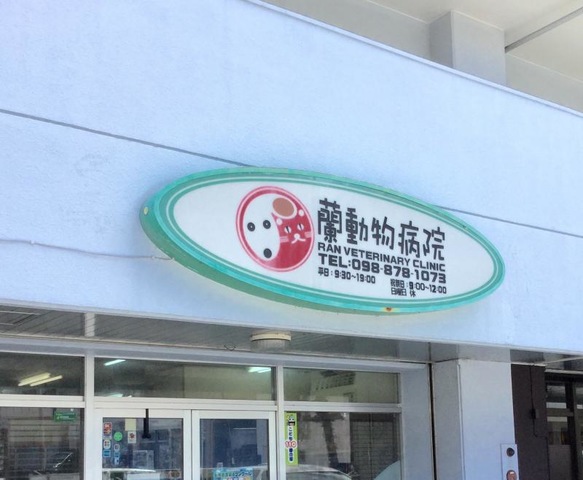 蘭動物病院
RAN VETERINARY CLINIC
TEL:098-878-1073
平日:9:30~19:00
祝祭日:9:00~12:00
日曜日 休
110